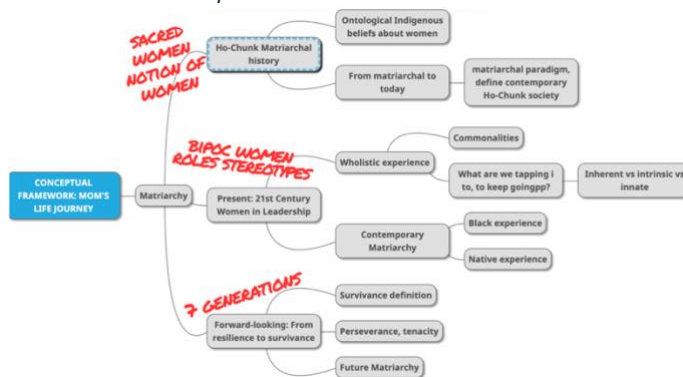 SACRED
WOMEN
NOTION OF
WOMEN
Ho-Chunk Matriarchal
history
Ontological Indigenous
beliefs about women
From matriarchal to
today
matriarchal paradigm,
define contemporary
Ho-Chunk society
BIPOC WOMEN
ROLES STEREOTYPES
CONCEPTUAL
FRAMEWORK: MOM'S
LIFE JOURNEY
Matriarchy
Present: 21st Century
Women in Leadership
Wholistic experience
Commonalities
What are we tapping i
to, to keep goingpp?
Inherent vs intrinsic vs
innate
Contemporary
Matriarchy
Black experience
Native experience
7 GENERATIONS
Forward-looking: From
resilience to survivance
Survivance definition
Perseverance, tenacity
Future Matriarchy